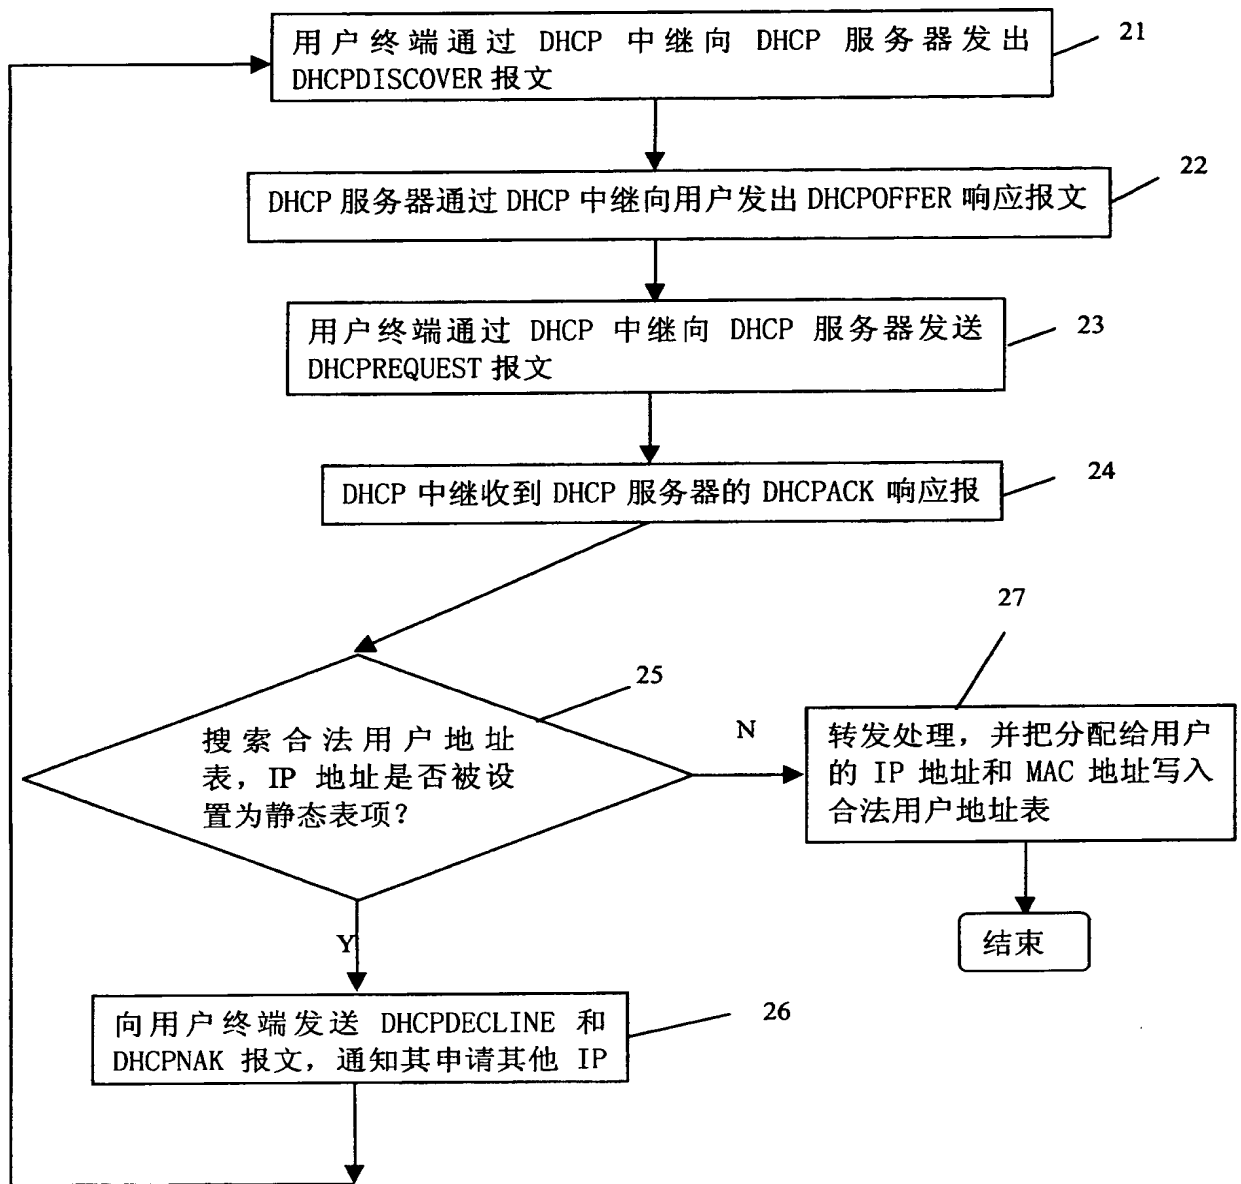 用户终端通过 DHCP 中继向 DHCP 服务器发出
DHCPDISCOVER 报文
21
DHCP 服务器通过 DHCP 中继向用户发出 DHCPOFFER 响应报文
22
用户终端通过 DHCP 中继向 DHCP 服务器发送
DHCPREQUEST 报文
23
DHCP 中继收到 DHCP 服务器的 DHCPACK 响应报
24
搜索合法用户地址
表，IP 地址是否被设
置为静态表项？
25
N
27
转发处理，并把分配给用户
的 IP 地址和 MAC 地址写入
合法用户地址表
结束
Y
向用户终端发送 DHCPDECLINE 和
DHCPNAK 报文，通知其申请其他 IP
26